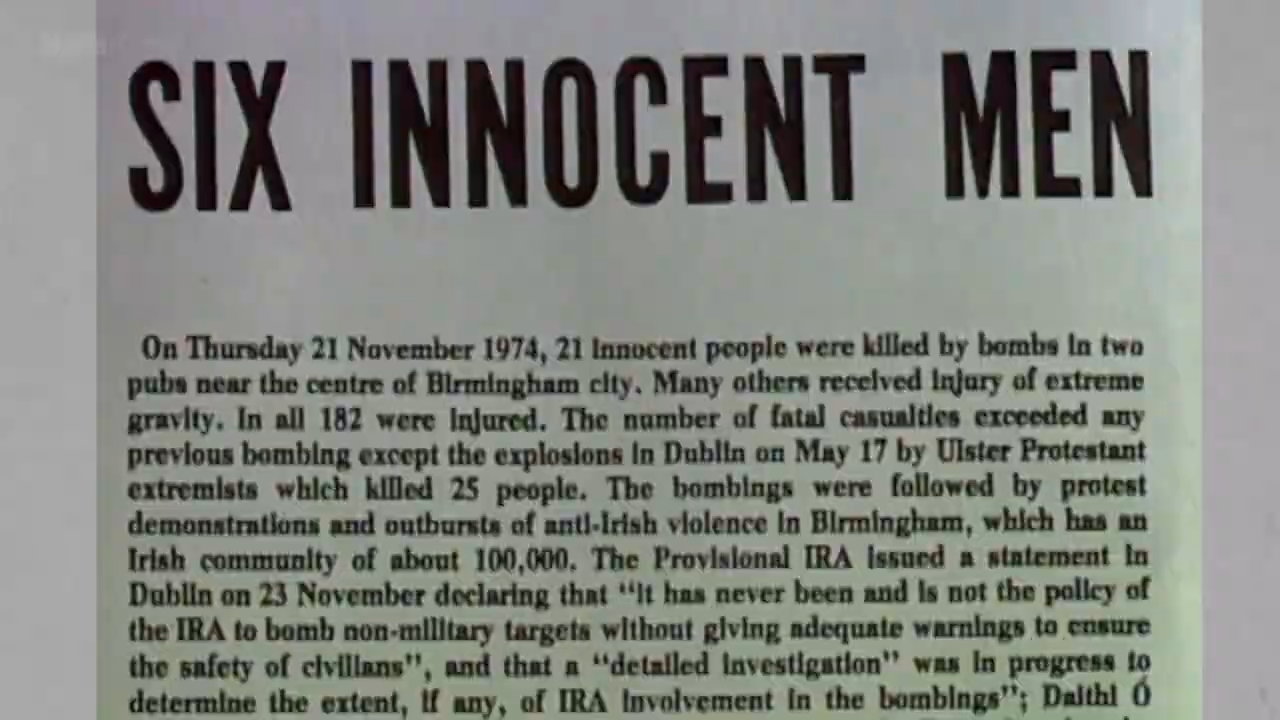 SIX INNOCENT MEN
On Thursday 21 November 1974, 21 innocent people were killed by bombs in two
pubs near the centre of Birmingham city. Many others received injury of extreme
gravity. In all 182 were injured. The number of fatal casualties exceeded any
previous bombing except the explosions in Dublin on May 17 by Ulster Protestant
extremists which killed 25 people. The bombings were followed by protest
demonstrations and outbursts of anti-Irish violence in Birmingham, which has an
Irish community of about 100,000. The Provisional IRA issued a statement in
Dublin on 23 November declaring that “it has never been and is not the policy of
the IRA to bomb non-military targets without giving adequate warnings to ensure
the safety of civilians”, and that a “detailed investigation” was in progress to
determine the extent, if any, of IRA involvement in the bombings”; Daithi Ó